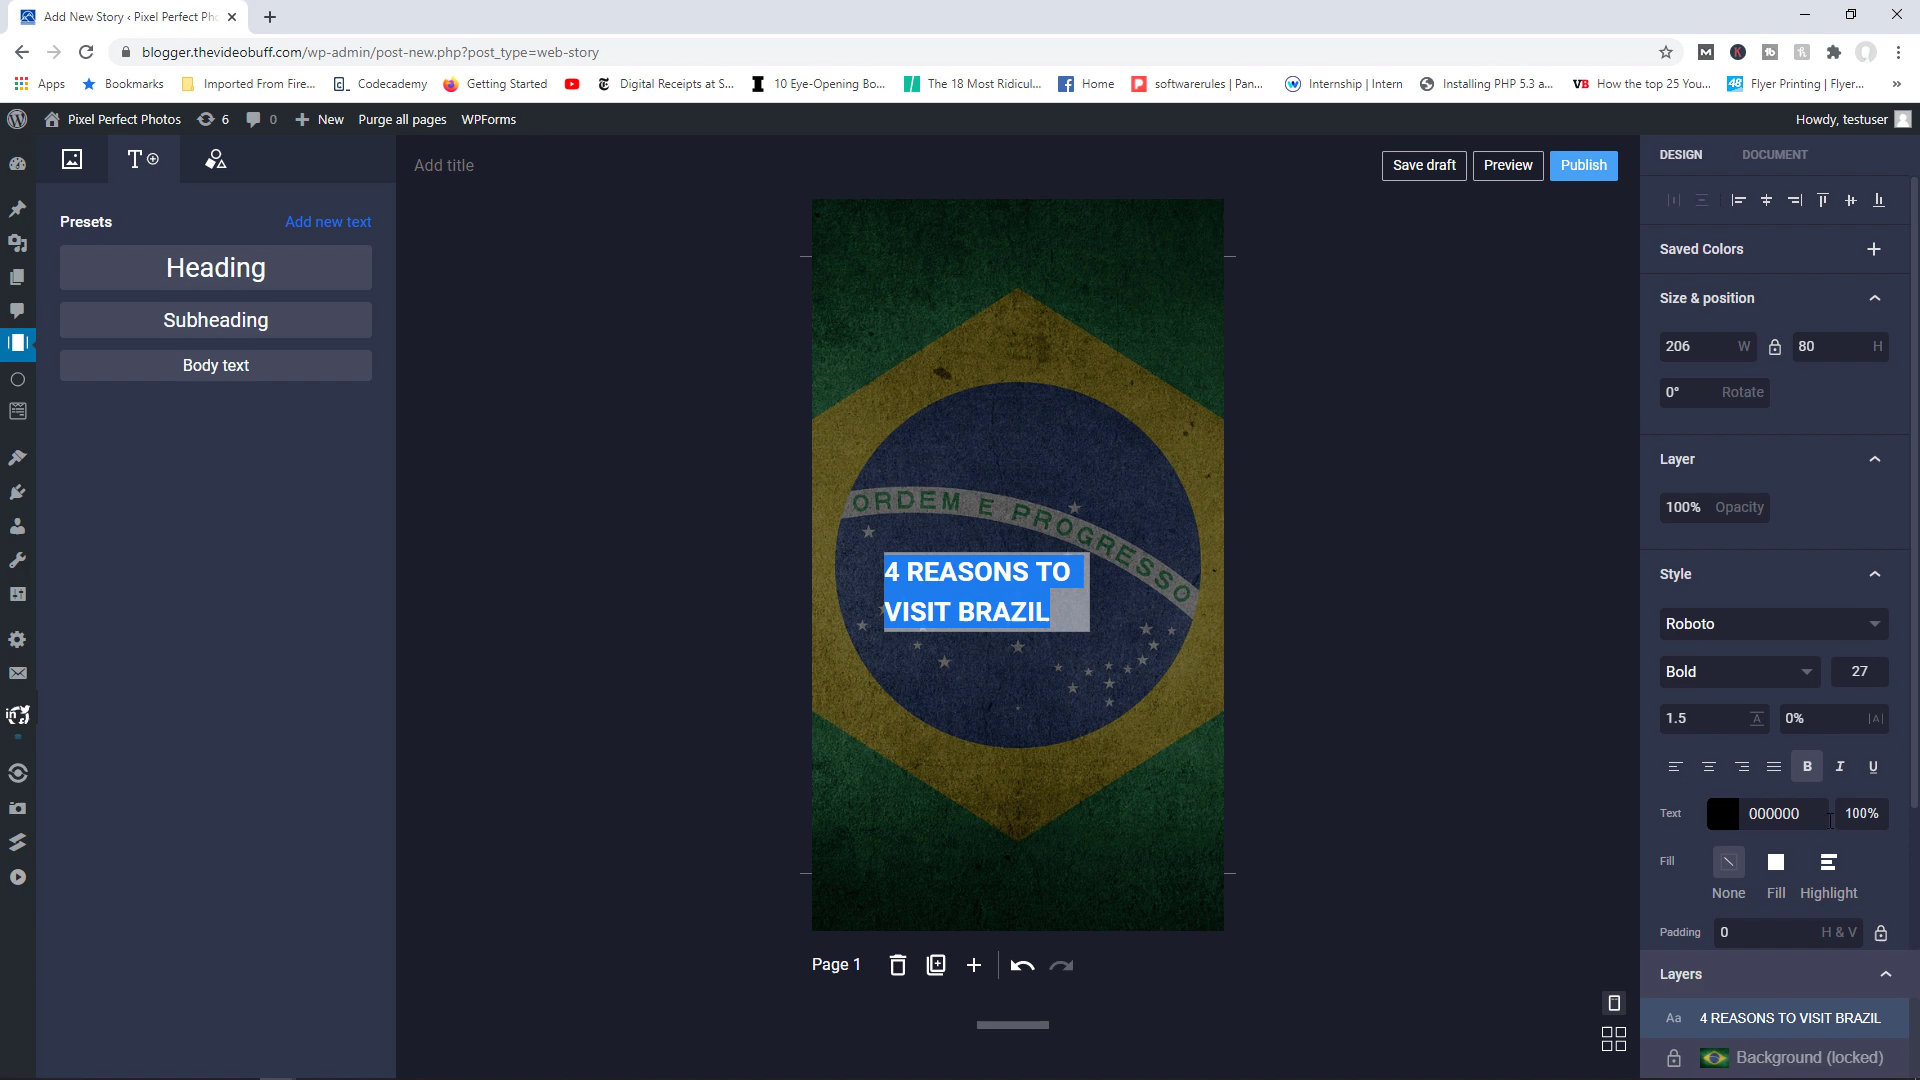 Add New Story ‹ Pixel Perfect Pho
blogger.thevideobuff.com/wp-admin/post-new.php?post_type=web-story
Apps Bookmarks Imported From Fire... Codecademy Getting Started Digital Receipts at S... 10 Eye-Opening Bo... The 18 Most Ridicul... Home softwarerules | Pan... Internship | Intern Installing PHP 5.3 a... How the top 25 You... Flyer Printing | Flyer... »
Pixel Perfect Photos 6 0 New Purge all pages WPForms Howdy, testuser
Add title
Save draft Preview Publish
DESIGN DOCUMENT
Presets Add new text
Heading
Subheading
Body text
ORDEM E PROGRESSO
4 REASONS TO
VISIT BRAZIL
Page 1
Saved Colors
Size & position
206 W 80 H
0° Rotate
Layer
100% Opacity
Style
Roboto
Bold 27
1.5 0%
B I U
Text 000000 100%
Fill
None Fill Highlight
Padding 0 H & V
Layers
Aa 4 REASONS TO VISIT BRAZIL
Background (locked)